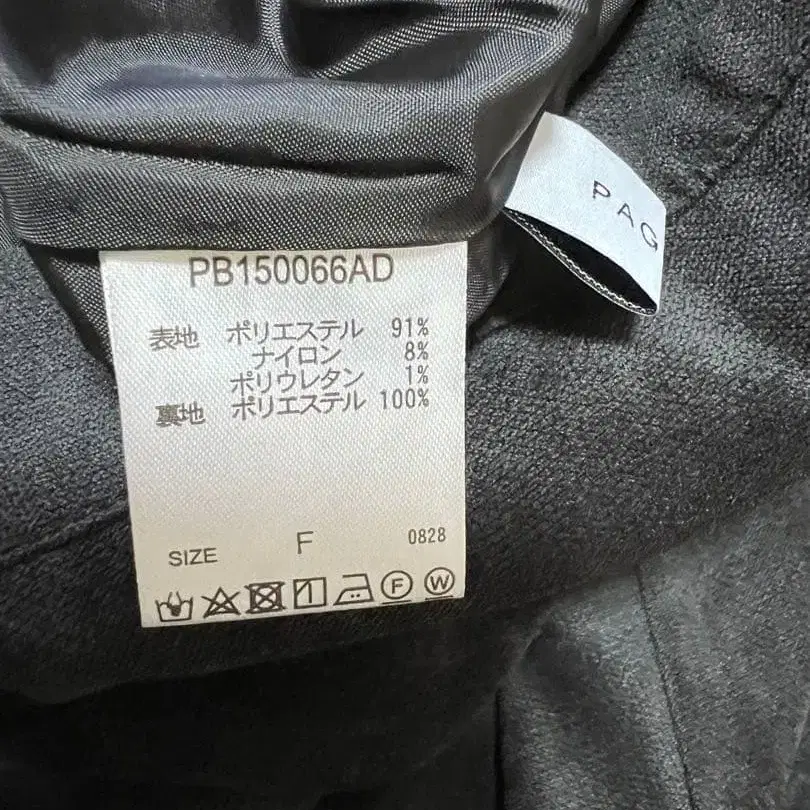 PAG
PB150066AD
表地 ポリエステル 91%
ナイロン 8%
ポリウレタン 1%
裏地 ポリエステル 100%
SIZE F 0828
F W